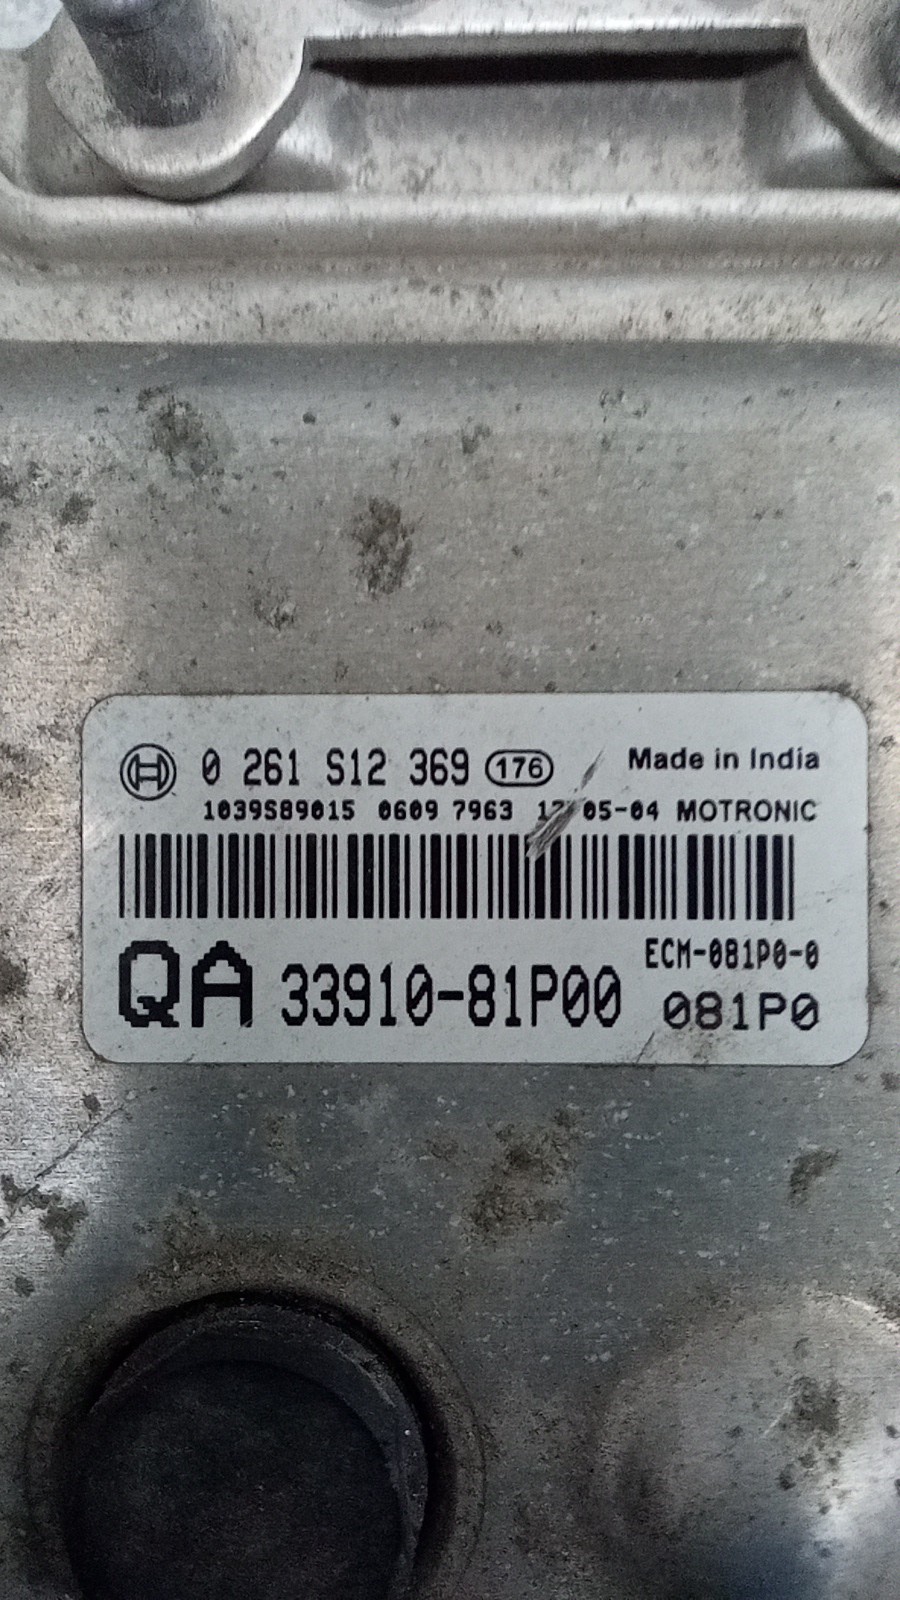 0 261 S12 369 176 Made in India
1039S89015 0609 7963 05-04 MOTRONIC
ECM-081P0-0
QA 33910-81P00 081P0